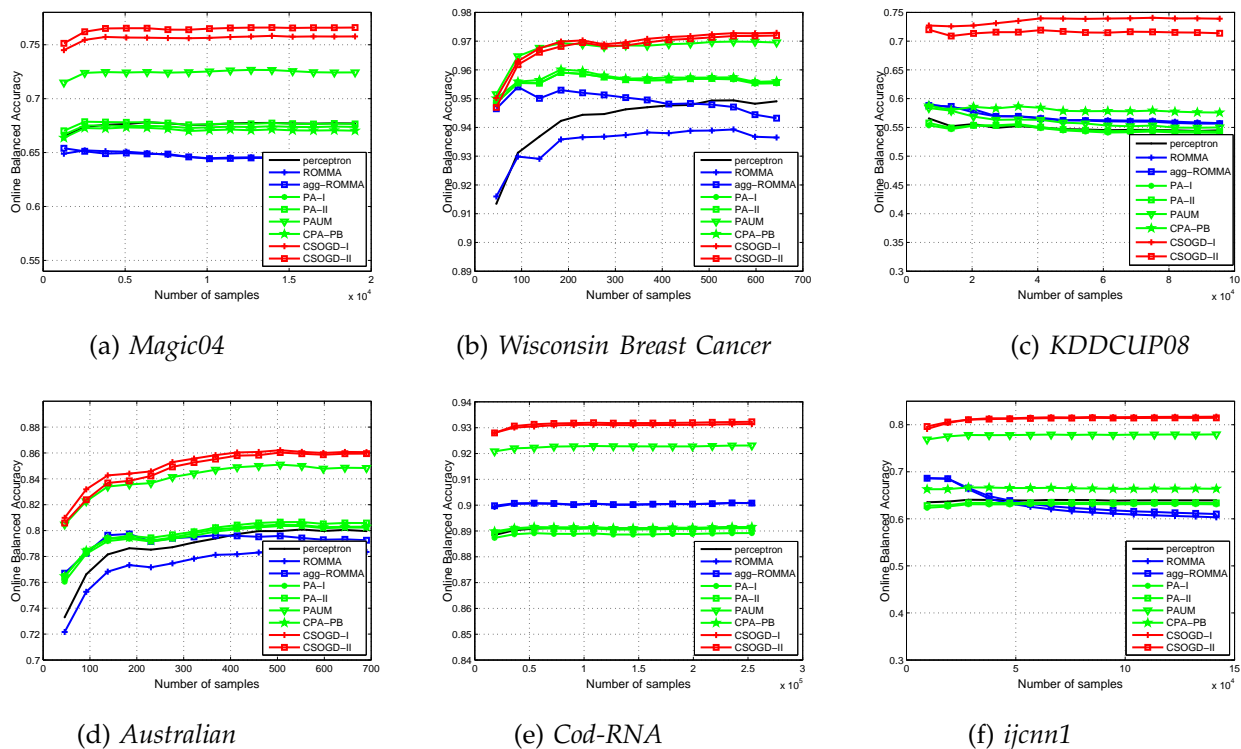 Online Balanced Accuracy
0.75
0.7
0.65
0.6
0.55
0 0.5 1 1.5 2
x 10^4
Number of samples
perceptron
ROMMA
agg−ROMMA
PA−I
PA−II
PAUM
CPA−PB
CSOGD−I
CSOGD−II
(a) Magic04
Online Balanced Accuracy
0.98
0.97
0.96
0.95
0.94
0.93
0.92
0.91
0.9
0.89
0 100 200 300 400 500 600 700
Number of samples
perceptron
ROMMA
agg−ROMMA
PA−I
PA−II
PAUM
CPA−PB
CSOGD−I
CSOGD−II
(b) Wisconsin Breast Cancer
Online Balanced Accuracy
0.75
0.7
0.65
0.6
0.55
0.5
0.45
0.4
0.35
0.3
0 2 4 6 8 10
x 10^4
Number of samples
perceptron
ROMMA
agg−ROMMA
PA−I
PA−II
PAUM
CPA−PB
CSOGD−I
CSOGD−II
(c) KDDCUP08
Online Balanced Accuracy
0.88
0.86
0.84
0.82
0.8
0.78
0.76
0.74
0.72
0.7
0 100 200 300 400 500 600 700
Number of samples
perceptron
ROMMA
agg−ROMMA
PA−I
PA−II
PAUM
CPA−PB
CSOGD−I
CSOGD−II
(d) Australian
Online Balanced Accuracy
0.94
0.93
0.92
0.91
0.9
0.89
0.88
0.87
0.86
0.85
0.84
0 0.5 1 1.5 2 2.5 3
x 10^5
Number of samples
perceptron
ROMMA
agg−ROMMA
PA−I
PA−II
PAUM
CPA−PB
CSOGD−I
CSOGD−II
(e) Cod-RNA
Online Balanced Accuracy
0.8
0.7
0.6
0.5
0.4
0.3
0 5 10 15
x 10^4
Number of samples
perceptron
ROMMA
agg−ROMMA
PA−I
PA−II
PAUM
CPA−PB
CSOGD−I
CSOGD−II
(f) ijcnn1